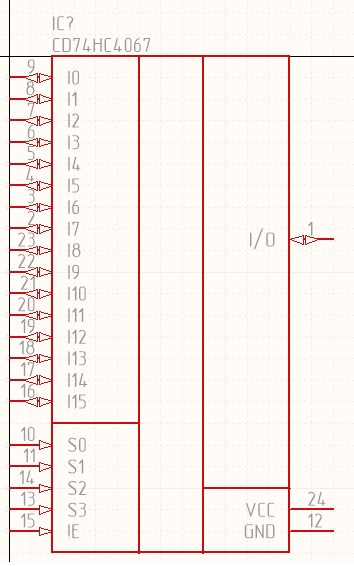 IC?
CD74HC4067
9 I0
8 I1
7 I2
6 I3
5 I4
4 I5
3 I6
2 I7
I/O 1
23 I8
22 I9
21 I10
20 I11
19 I12
18 I13
17 I14
16 I15
10 S0
11 S1
14 S2
13 S3
15 IE
VCC 24
GND 12